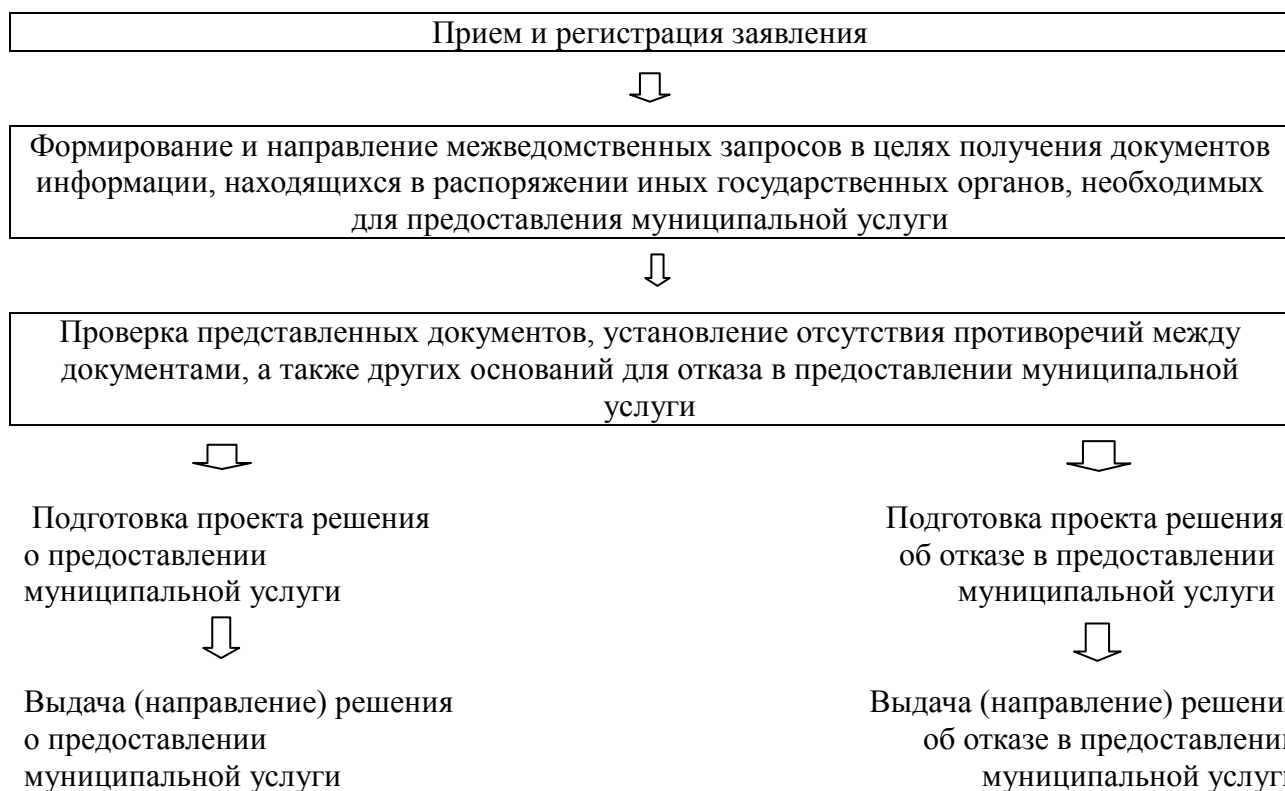 Прием и регистрация заявления
Формирование и направление межведомственных запросов в целях получения документов
информации, находящихся в распоряжении иных государственных органов, необходимых
для предоставления муниципальной услуги
Проверка представленных документов, установление отсутствия противоречий между
документами, а также других оснований для отказа в предоставлении муниципальной
услуги
Подготовка проекта решения
о предоставлении
муниципальной услуги
Подготовка проекта решения
об отказе в предоставлении
муниципальной услуги
Выдача (направление) решения
о предоставлении
муниципальной услуги
Выдача (направление) решения
об отказе в предоставлении
муниципальной услуги